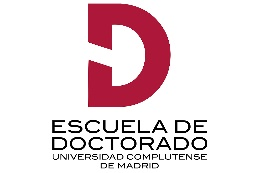 D
ESCUELA DE
DOCTORADO
UNIVERSIDAD COMPLUTENSE
DE MADRID